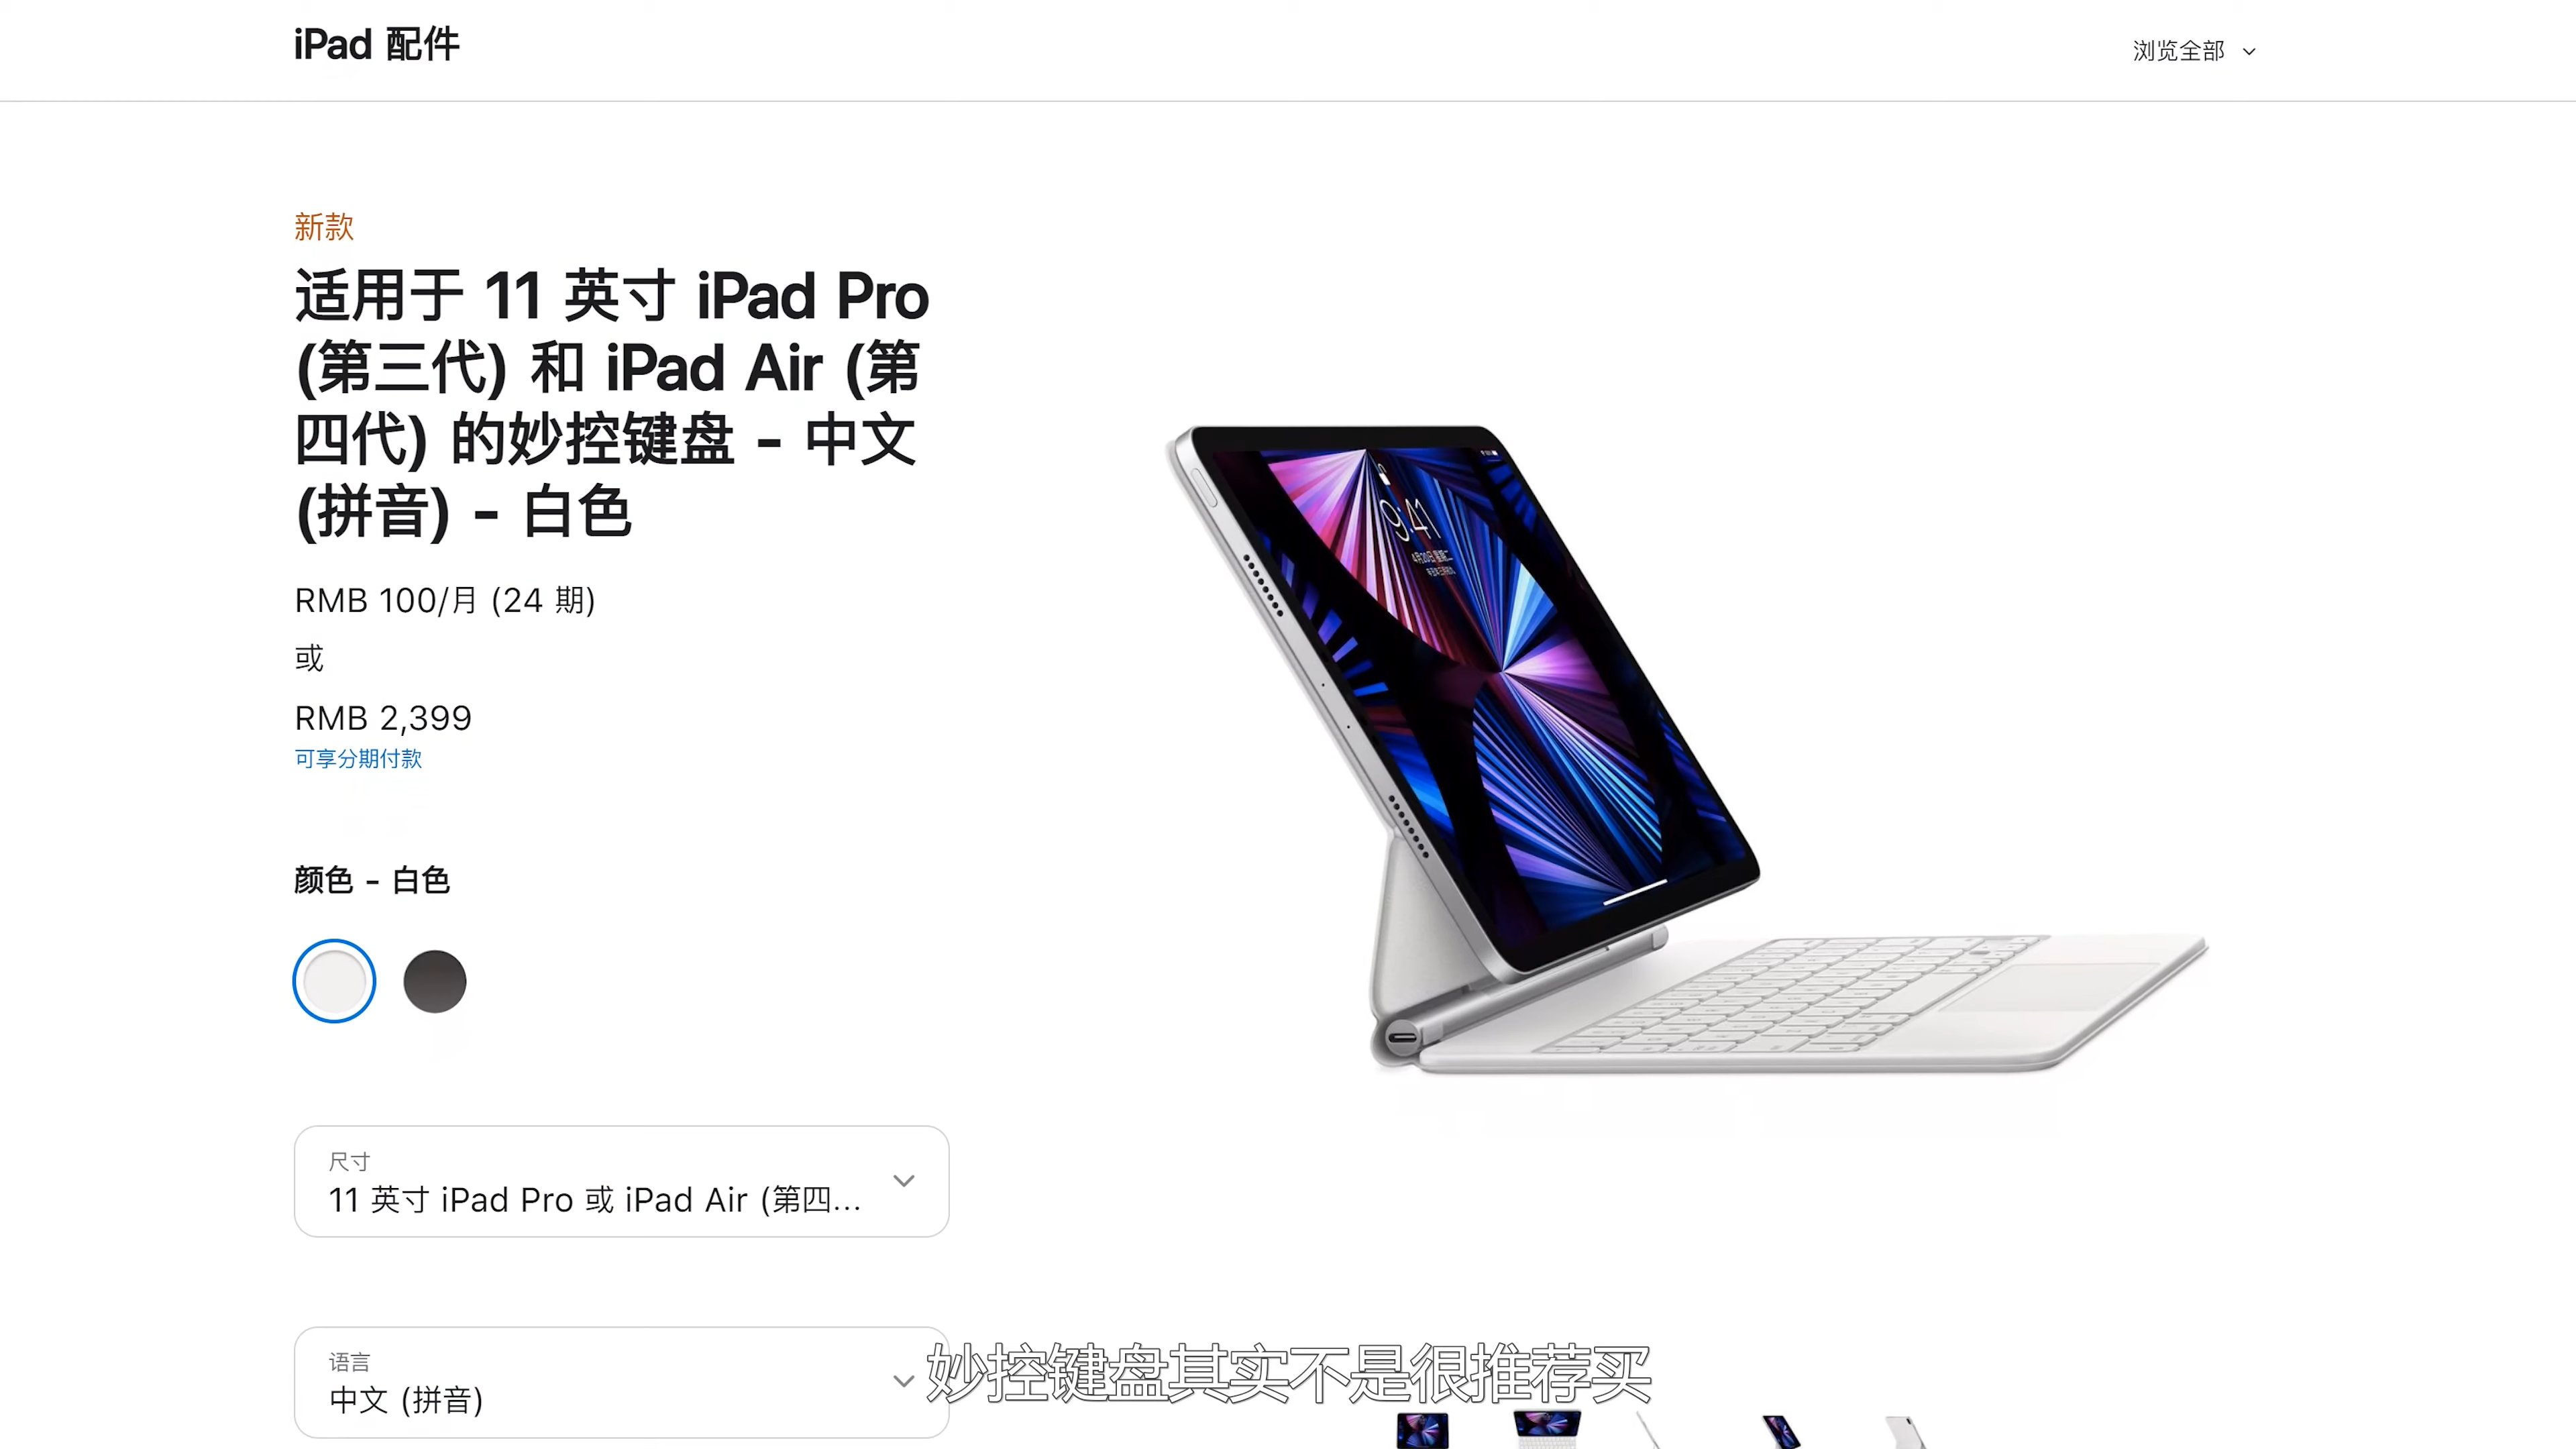 iPad 配件
浏览全部
新款
适用于 11 英寸 iPad Pro
(第三代) 和 iPad Air (第
四代) 的妙控键盘 - 中文
(拼音) - 白色
RMB 100/月 (24 期)
或
RMB 2,399
可享分期付款
颜色 - 白色
9:41
尺寸
11 英寸 iPad Pro 或 iPad Air (第四...
语言
中文 (拼音)
妙控键盘其实不是很推荐买